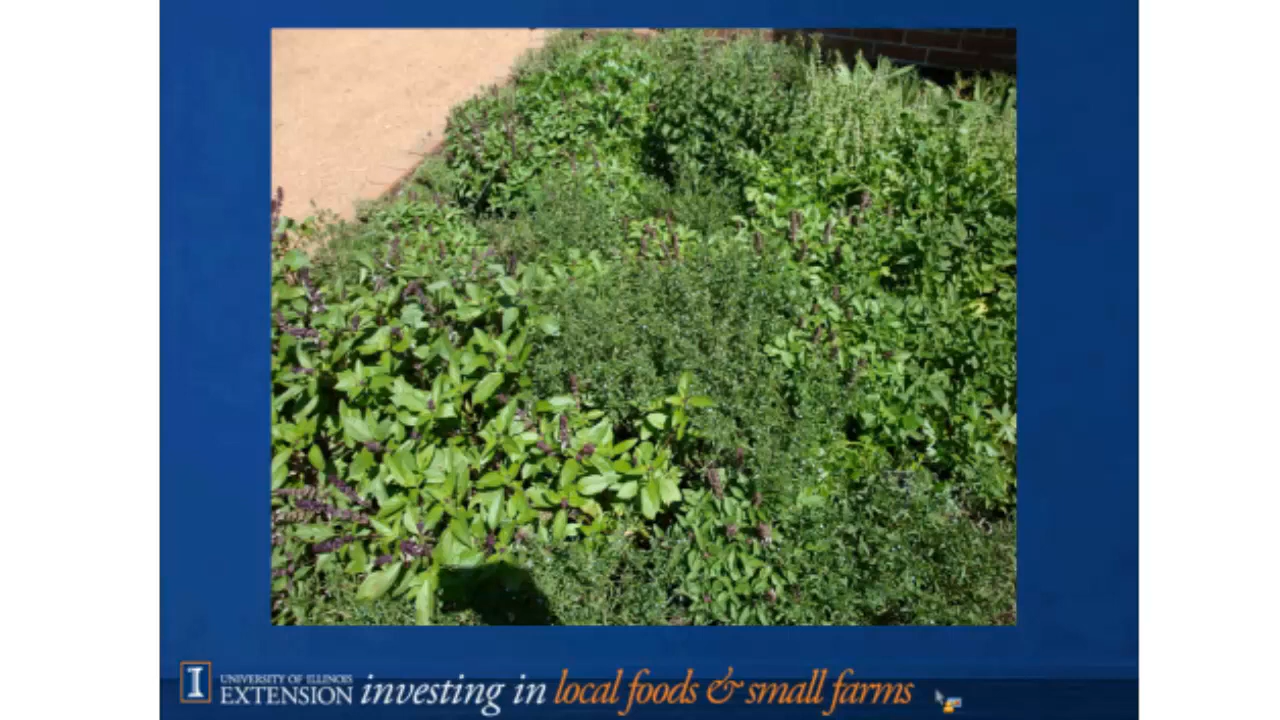 I
UNIVERSITY OF ILLINOIS
EXTENSION
investing in local foods & small farms